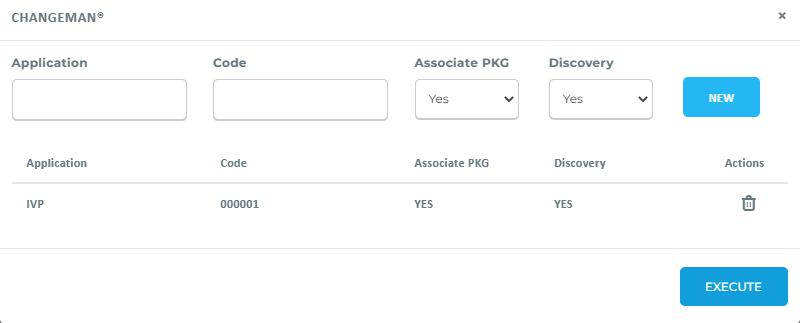 CHANGEMAN®
×
Application Code Associate PKG Discovery
Yes Yes NEW
Application Code Associate PKG Discovery Actions
IVP 000001 YES YES
EXECUTE